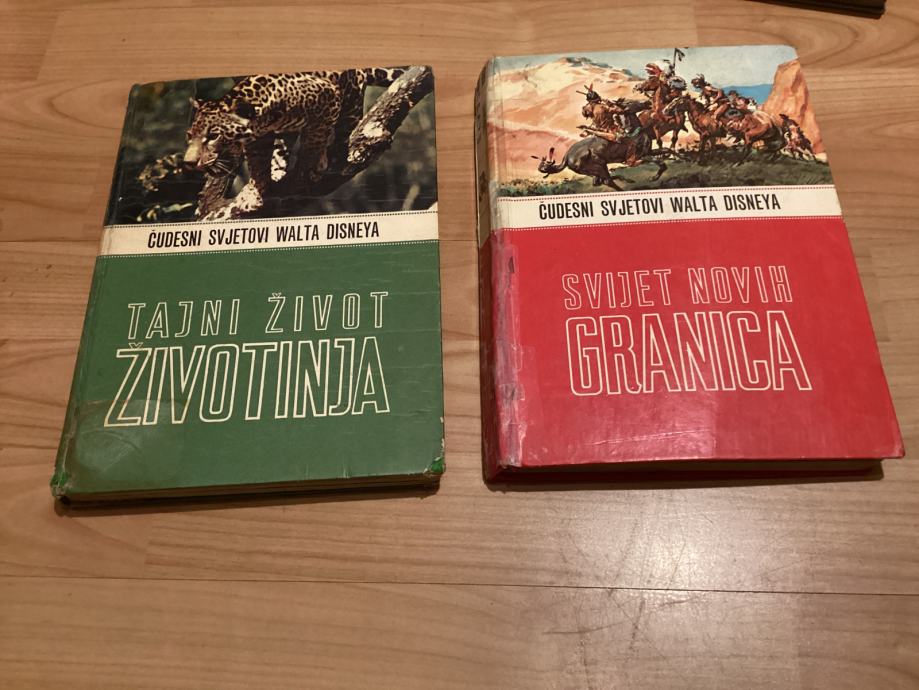 ČUDESNI SVJETOVI WALTA DISNEYA
TAJNI ŽIVOT
ŽIVOTINJA
ČUDESNI SVJETOVI WALTA DISNEYA
SVIJET NOVIH
GRANICA